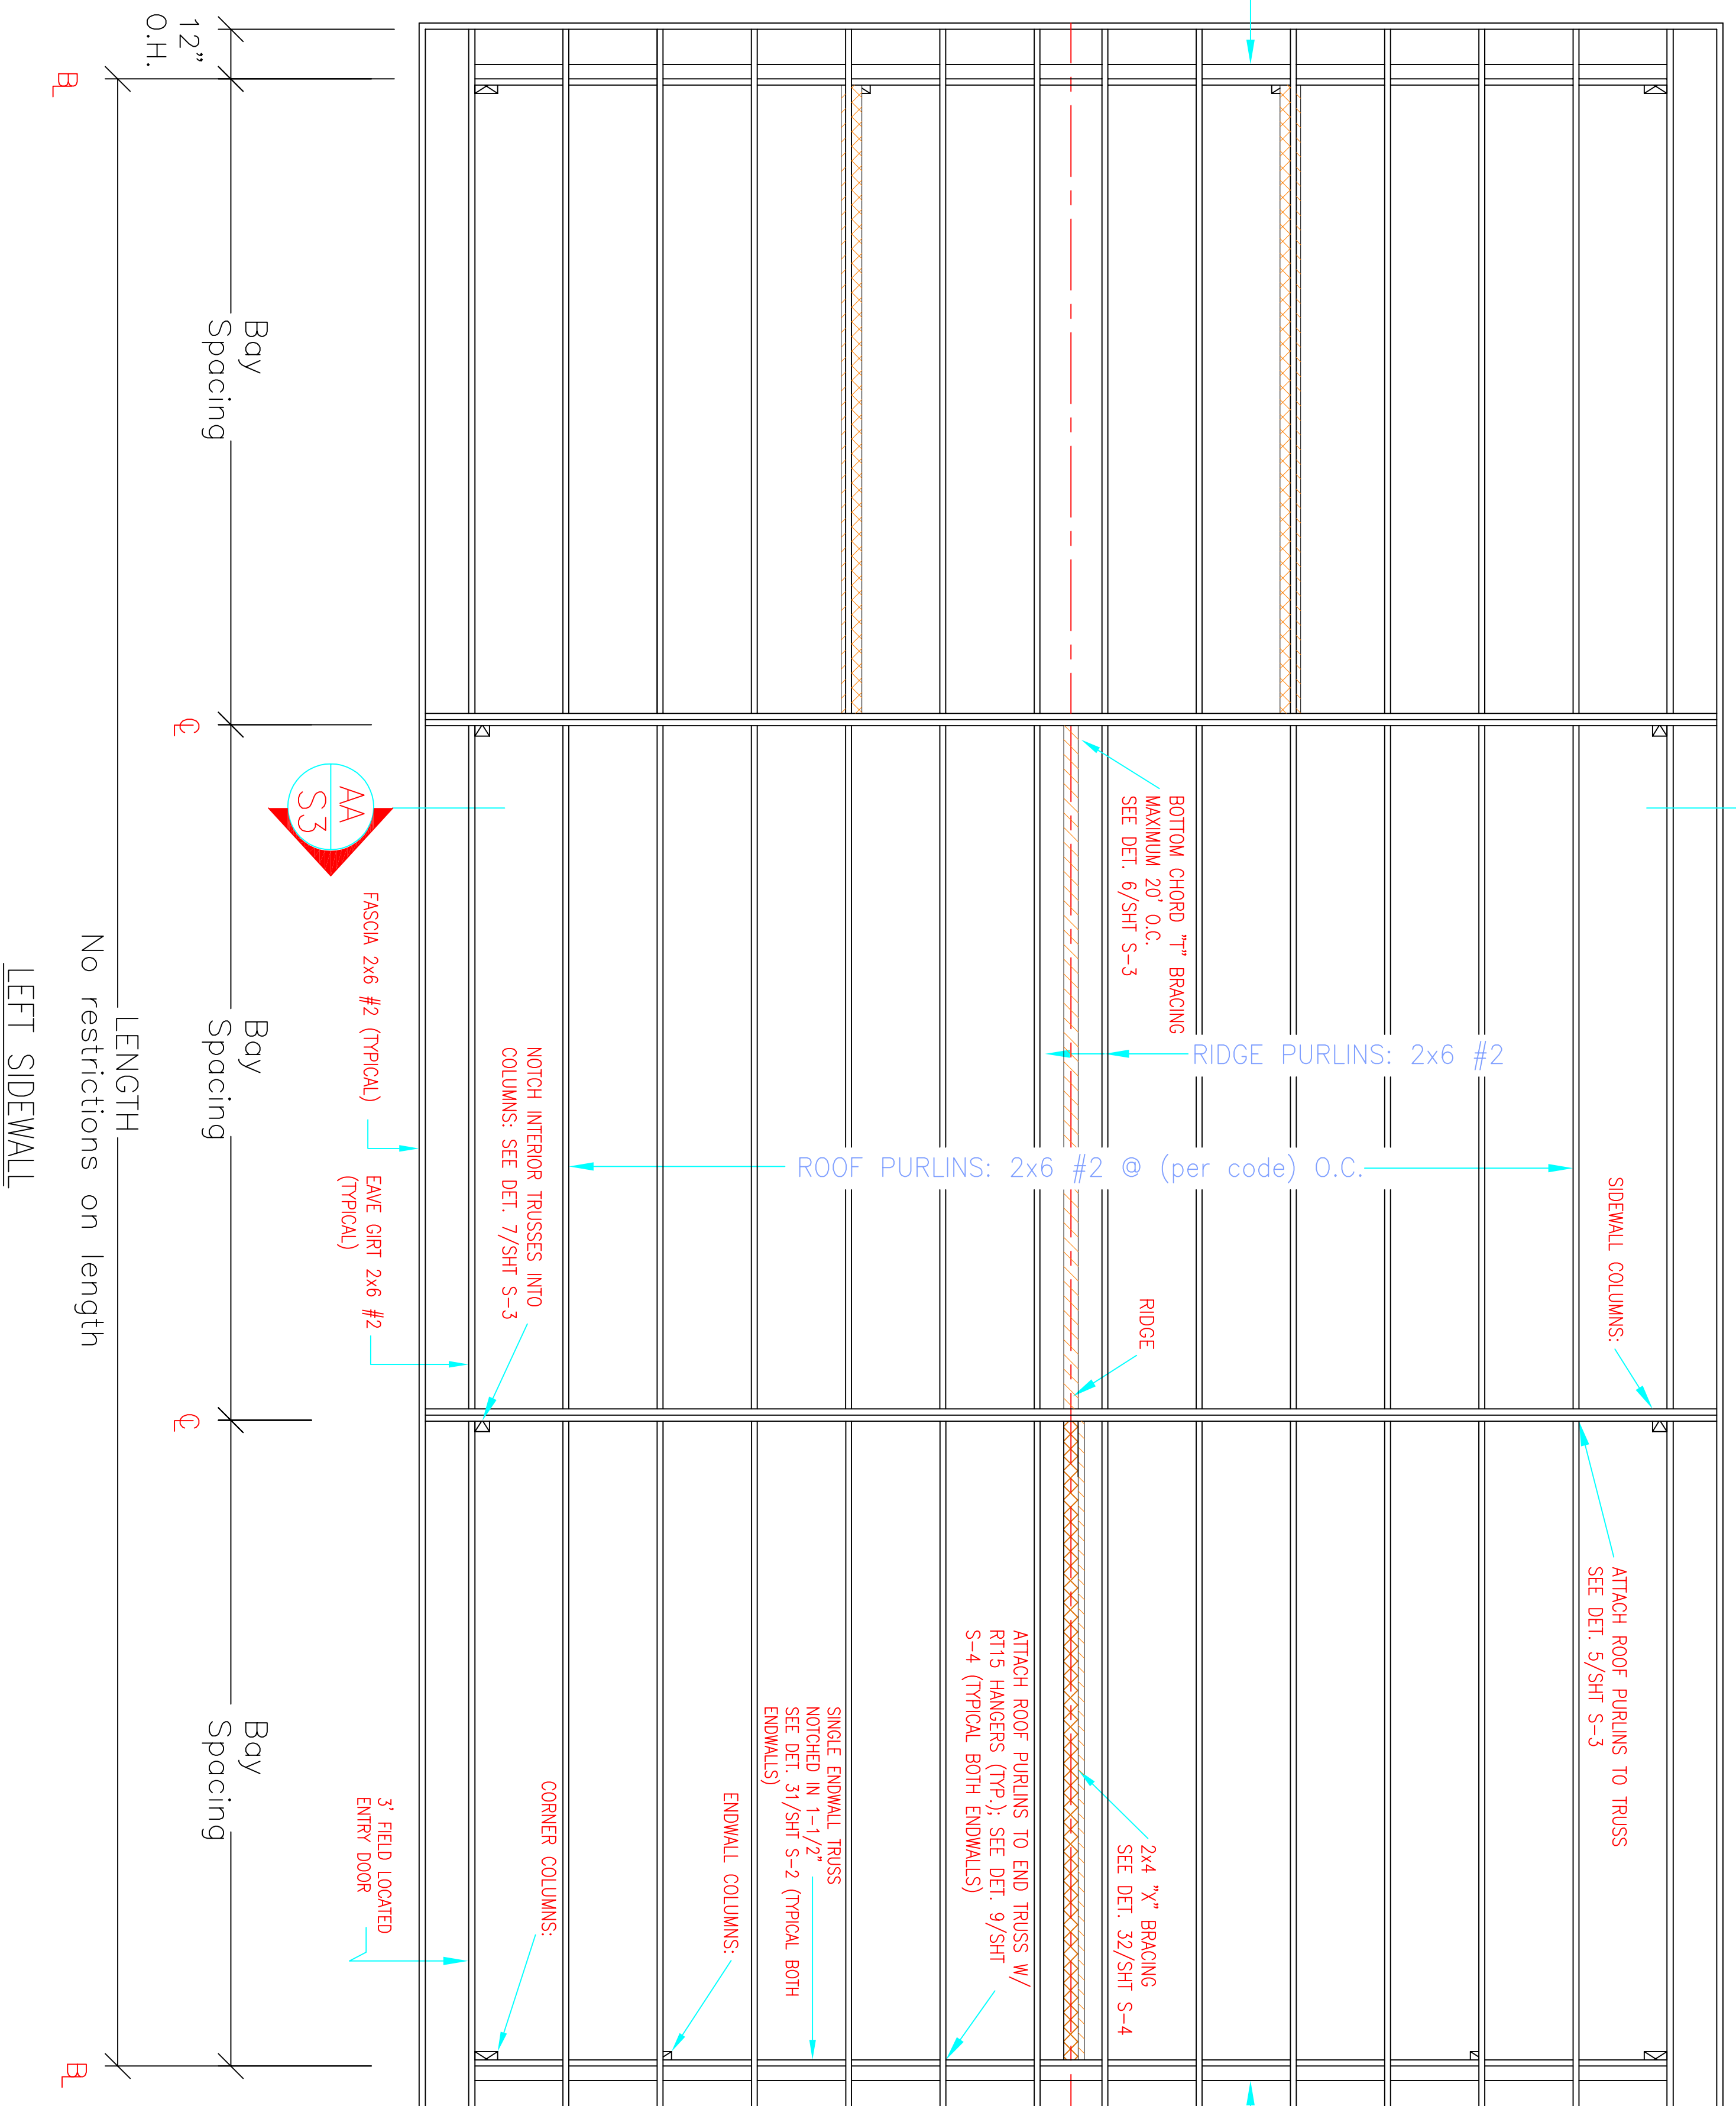 SIDEWALL COLUMNS:
ATTACH ROOF PURLINS TO TRUSS
SEE DET. 5/SHT S-3
RIDGE PURLINS: 2x6 #2
BOTTOM CHORD "T" BRACING
MAXIMUM 20' O.C.
SEE DET. 6/SHT S-3
RIDGE
2x4 "X" BRACING
SEE DET. 32/SHT S-4
ROOF PURLINS: 2x6 #2 @ (per code) O.C.
ATTACH ROOF PURLINS TO END TRUSS W/
RT15 HANGERS (TYP.); SEE DET. 9/SHT
S-4 (TYPICAL BOTH ENDWALLS)
SINGLE ENDWALL TRUSS
NOTCHED IN 1-1/2"
SEE DET. 31/SHT S-2 (TYPICAL BOTH
ENDWALLS)
ENDWALL COLUMNS:
NOTCH INTERIOR TRUSSES INTO
COLUMNS: SEE DET. 7/SHT S-3
CORNER COLUMNS:
FASCIA 2x6 #2 (TYPICAL)
EAVE GIRT 2x6 #2
(TYPICAL)
3' FIELD LOCATED
ENTRY DOOR
AA
S3
12"
O.H.
Bay
Spacing
Bay
Spacing
Bay
Spacing
CL
CL
BL
BL
LENGTH
No restrictions on length
LEFT SIDEWALL